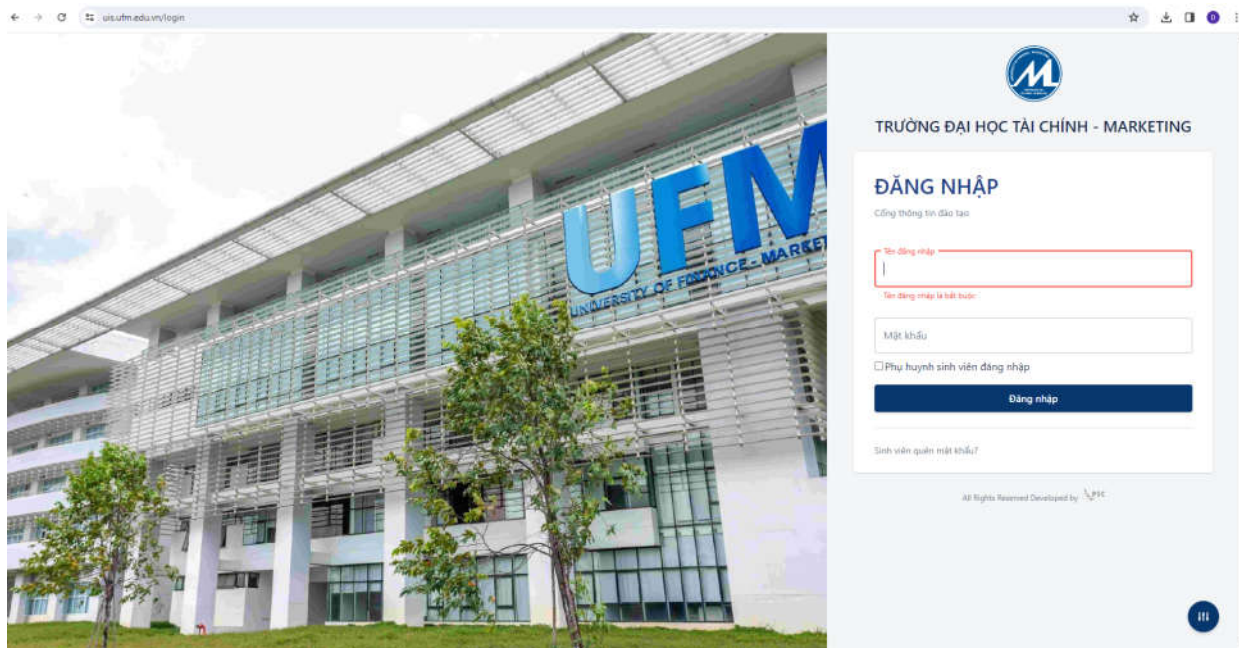 uis.ufm.edu.vn/login
D
UFM
UNIVERSITY OF FINANCE - MARKET
TRƯỜNG ĐẠI HỌC TÀI CHÍNH - MARKETING
ĐĂNG NHẬP
Cổng thông tin đào tạo
Tên đăng nhập
Tên đăng nhập là bắt buộc
Mật khẩu
Phụ huynh sinh viên đăng nhập
Đăng nhập
Sinh viên quên mật khẩu?
All Rights Reserved Developed by PSC